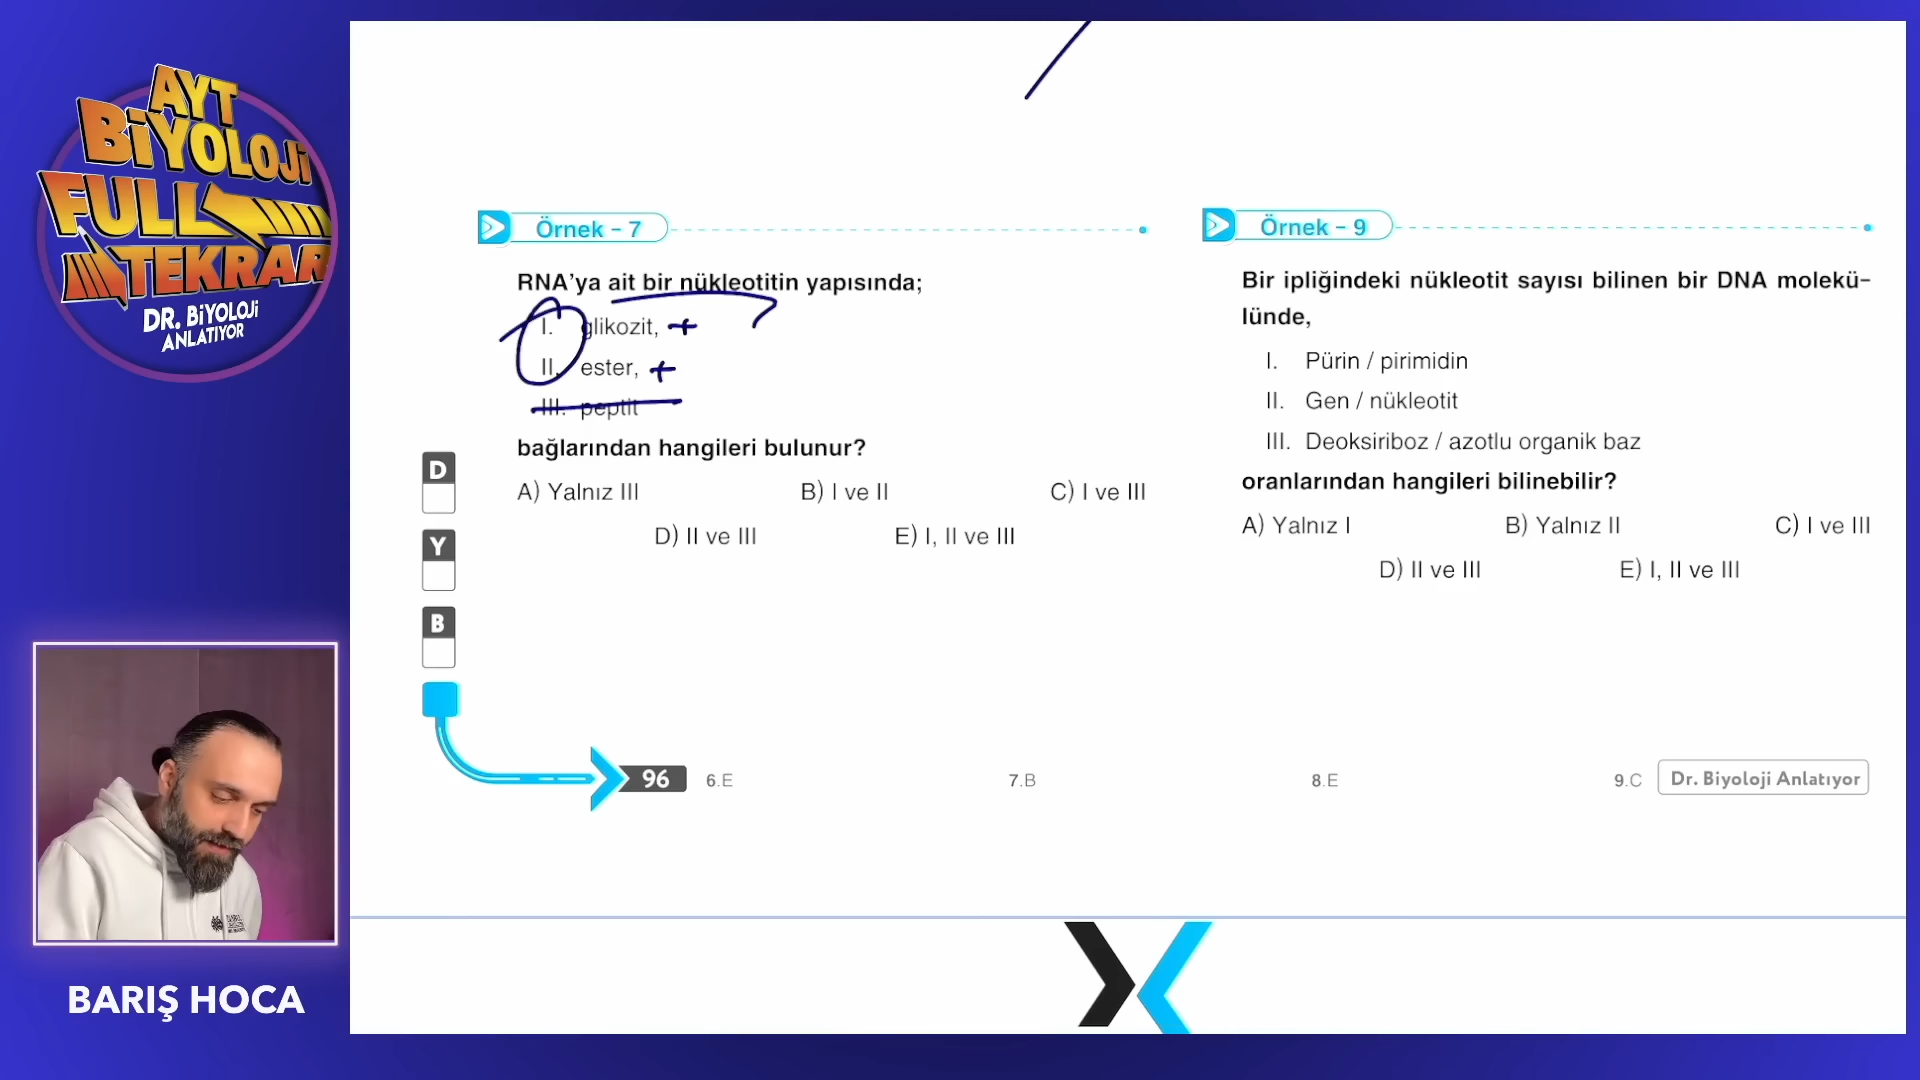 AYT
BİYOLOJİ
FULL
TEKRAR
DR. BİYOLOJİ
ANLATIYOR
Örnek – 7
RNA’ya ait bir nükleotitin yapısında;
I. glikozit, +
II. ester, +
III. peptit
bağlarından hangileri bulunur?
A) Yalnız III B) I ve II C) I ve III
D) II ve III E) I, II ve III
Örnek – 9
Bir ipliğindeki nükleotit sayısı bilinen bir DNA molekü-
lünde,
I. Pürin / pirimidin
II. Gen / nükleotit
III. Deoksiriboz / azotlu organik baz
oranlarından hangileri bilinebilir?
A) Yalnız I B) Yalnız II C) I ve III
D) II ve III E) I, II ve III
D
Y
B
96 6.E 7.B 8.E 9.C Dr. Biyoloji Anlatıyor
BARIŞ HOCA